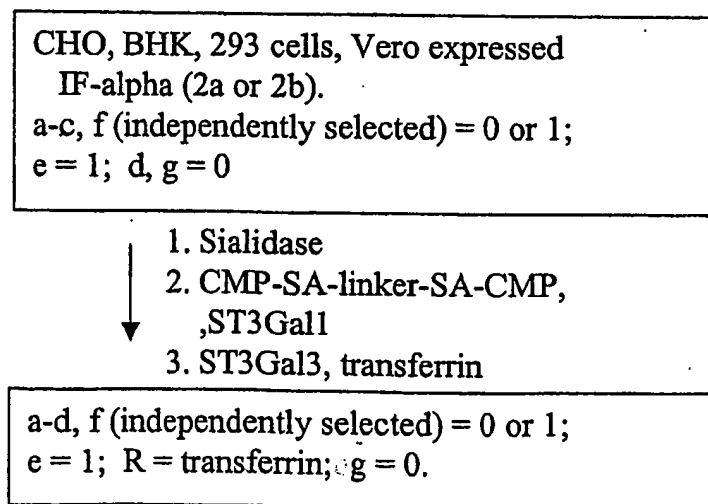 CHO, BHK, 293 cells, Vero expressed
IF-alpha (2a or 2b).
a-c, f (independently selected) = 0 or 1;
e = 1; d, g = 0
1. Sialidase
2. CMP-SA-linker-SA-CMP,
,ST3Gal1
3. ST3Gal3, transferrin
a-d, f (independently selected) = 0 or 1;
e = 1; R = transferrin; g = 0.